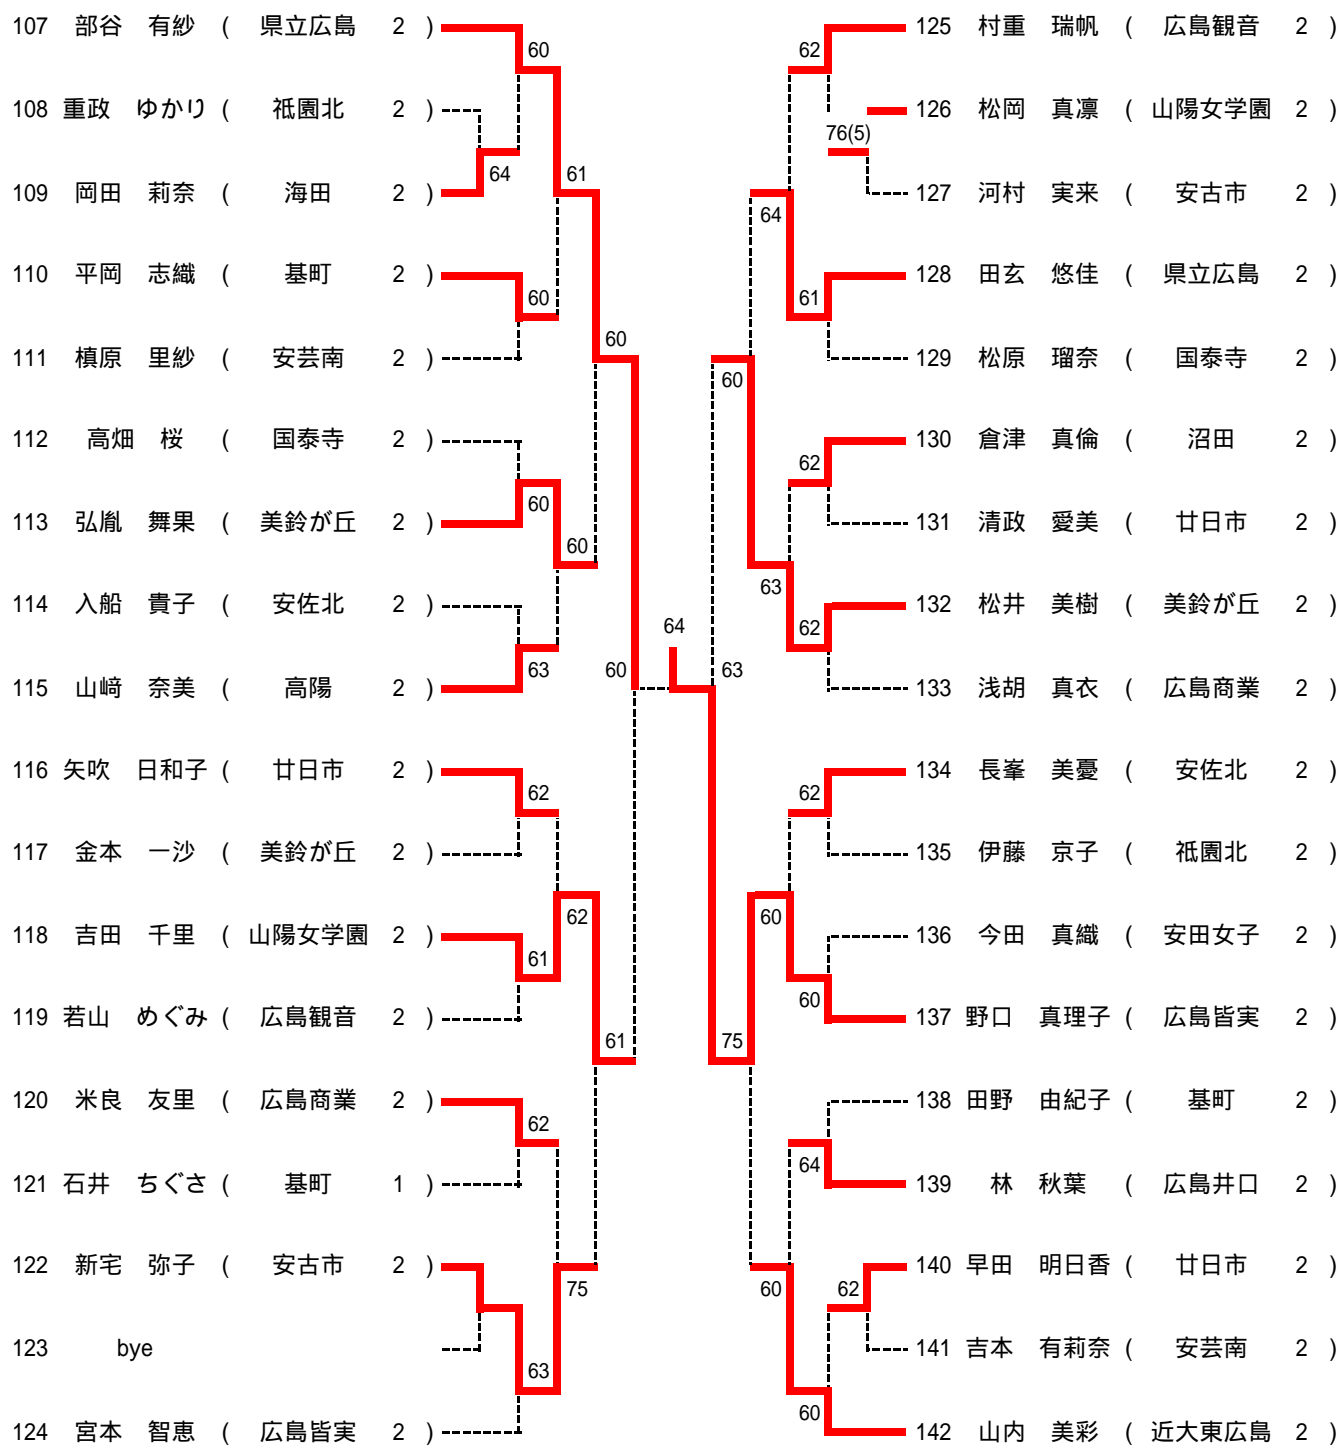 107 部谷 有紗 ( 県立広島 2 )
60
108 重政 ゆかり ( 祇園北 2 )
64
109 岡田 莉奈 ( 海田 2 )
61
110 平岡 志織 ( 基町 2 )
60
111 槙原 里紗 ( 安芸南 2 )
60
112 高畑 桜 ( 国泰寺 2 )
60
113 弘胤 舞果 ( 美鈴が丘 2 )
60
114 入船 貴子 ( 安佐北 2 )
63
115 山﨑 奈美 ( 高陽 2 )
60
116 矢吹 日和子 ( 廿日市 2 )
62
117 金本 一沙 ( 美鈴が丘 2 )
62
118 吉田 千里 ( 山陽女学園 2 )
61
119 若山 めぐみ ( 広島観音 2 )
61
120 米良 友里 ( 広島商業 2 )
62
121 石井 ちぐさ ( 基町 1 )
122 新宅 弥子 ( 安古市 2 )
75
123 bye
63
124 宮本 智恵 ( 広島皆実 2 )
64
125 村重 瑞帆 ( 広島観音 2 )
62
126 松岡 真凛 ( 山陽女学園 2 )
76(5)
127 河村 実来 ( 安古市 2 )
64
128 田玄 悠佳 ( 県立広島 2 )
61
129 松原 瑠奈 ( 国泰寺 2 )
60
130 倉津 真倫 ( 沼田 2 )
62
131 清政 愛美 ( 廿日市 2 )
63
132 松井 美樹 ( 美鈴が丘 2 )
62
133 浅胡 真衣 ( 広島商業 2 )
63
134 長峯 美憂 ( 安佐北 2 )
62
135 伊藤 京子 ( 祇園北 2 )
60
136 今田 真織 ( 安田女子 2 )
60
137 野口 真理子 ( 広島皆実 2 )
75
138 田野 由紀子 ( 基町 2 )
64
139 林 秋葉 ( 広島井口 2 )
140 早田 明日香 ( 廿日市 2 )
60
62
141 吉本 有莉奈 ( 安芸南 2 )
60
142 山内 美彩 ( 近大東広島 2 )